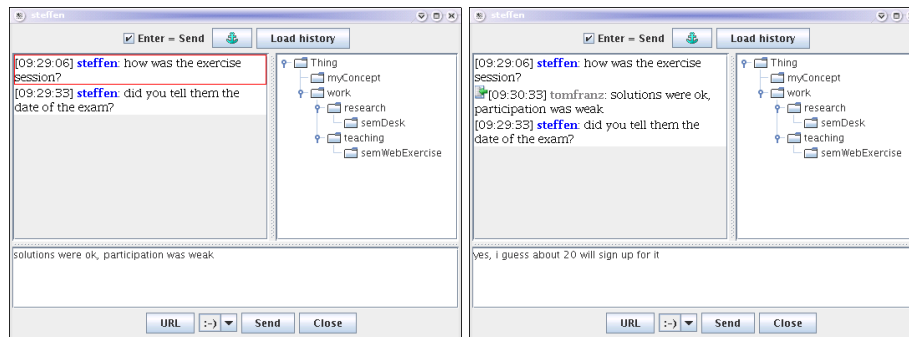 steffen
Enter = Send
Load history
[09:29:06] steffen: how was the exercise
session?
[09:29:33] steffen: did you tell them the
date of the exam?
Thing
myConcept
work
research
semDesk
teaching
semWebExercise
solutions were ok, participation was weak
URL :-) Send Close
steffen
Enter = Send
Load history
[09:29:06] steffen: how was the exercise
session?
[09:30:33] tomfranz: solutions were ok,
participation was weak
[09:29:33] steffen: did you tell them the
date of the exam?
Thing
myConcept
work
research
semDesk
teaching
semWebExercise
yes, i guess about 20 will sign up for it
URL :-) Send Close